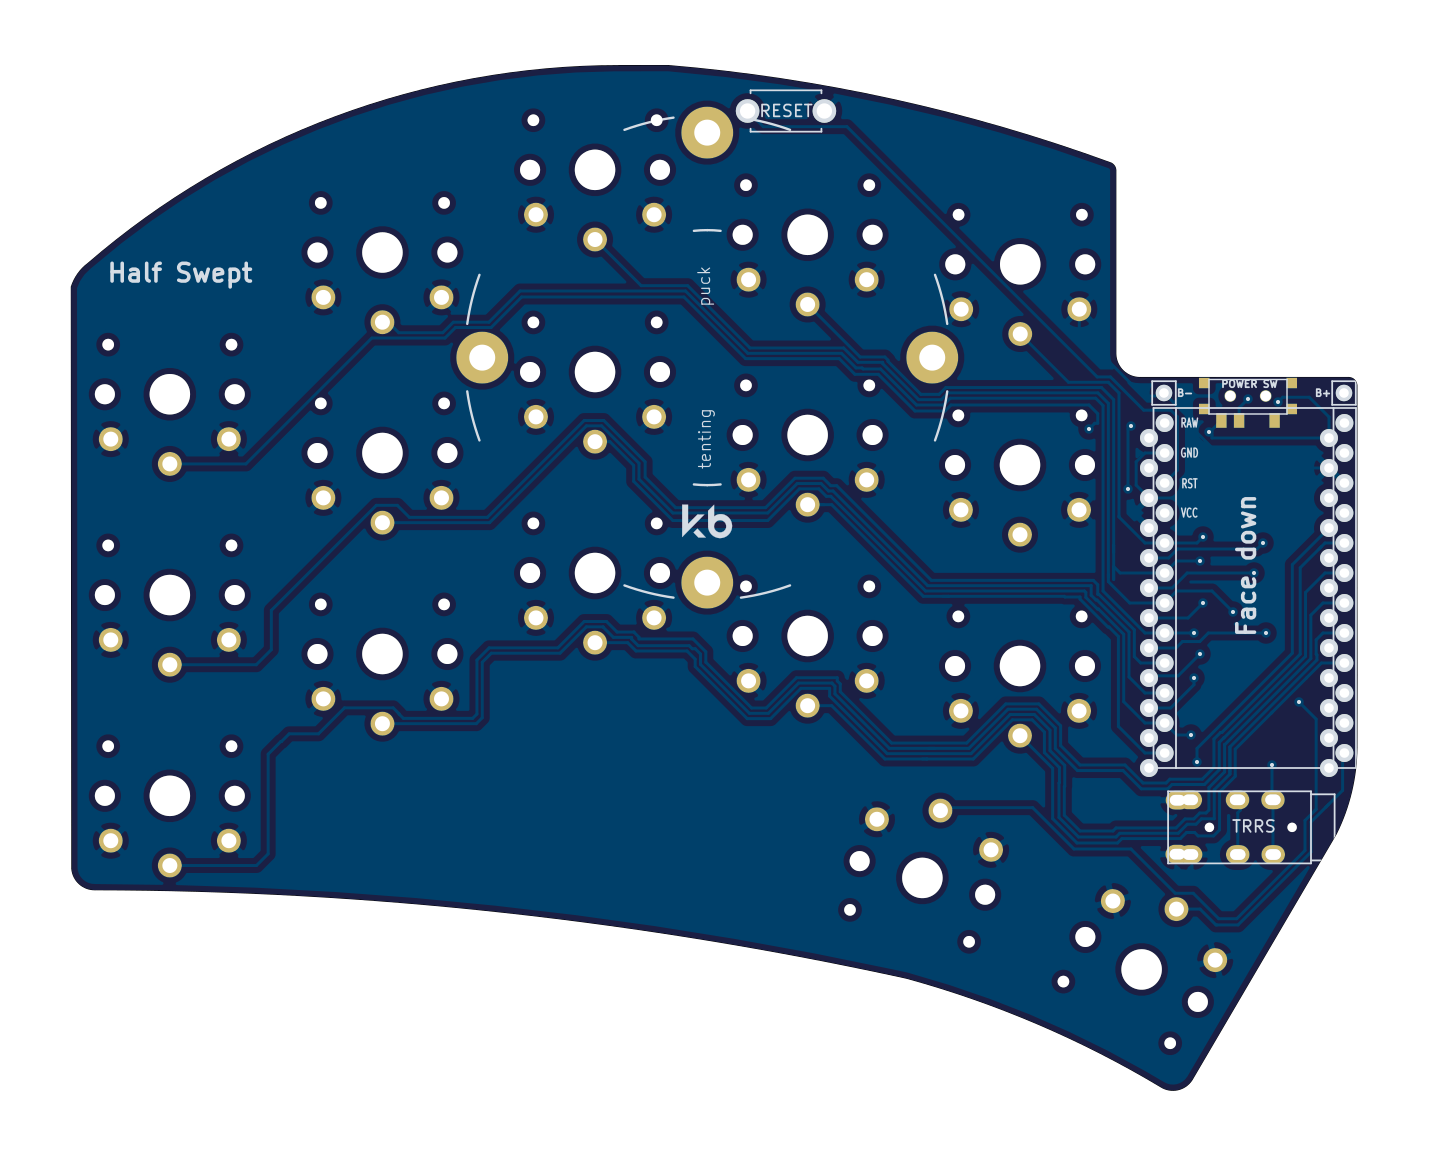 RESET
Half Swept
puck
POWER SW
B-
B+
RAW
tenting
GND
RST
VCC
kb
Face down
TRRS